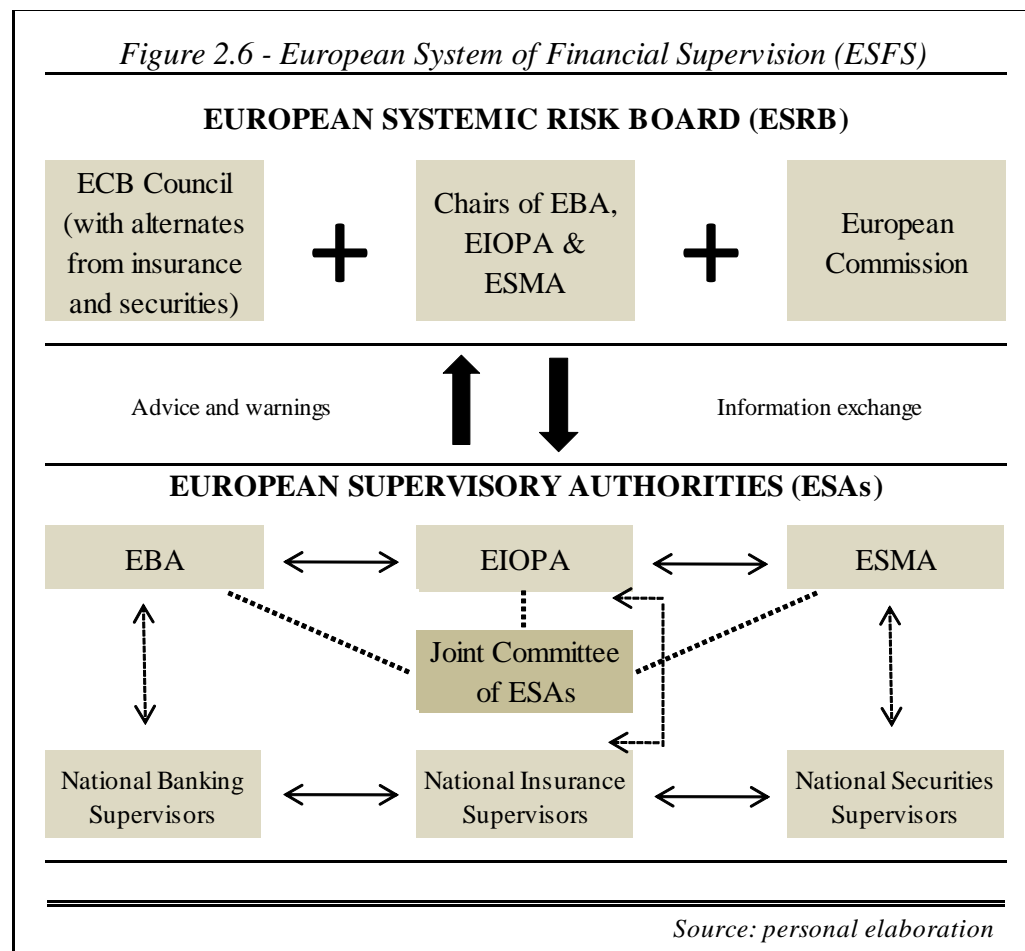 Figure 2.6 - European System of Financial Supervision (ESFS)
EUROPEAN SYSTEMIC RISK BOARD (ESRB)
ECB Council
(with alternates
from insurance
and securities)
+
Chairs of EBA,
EIOPA &
ESMA
+
European
Commission
Advice and warnings
Information exchange
EUROPEAN SUPERVISORY AUTHORITIES (ESAs)
EBA
EIOPA
ESMA
Joint Committee
of ESAs
National Banking
Supervisors
National Insurance
Supervisors
National Securities
Supervisors
Source: personal elaboration